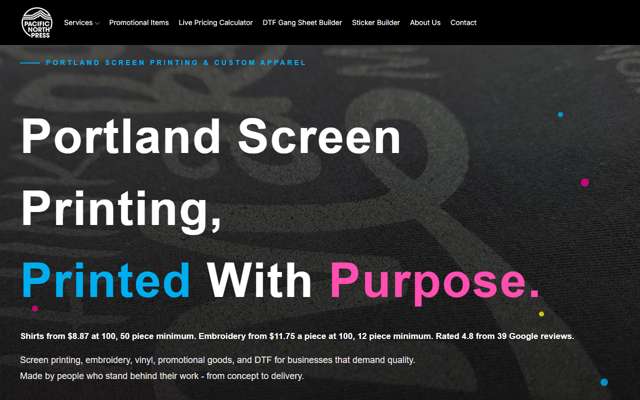 PACIFIC
NORTH
PRESS
Services
Promotional Items
Live Pricing Calculator
DTF Gang Sheet Builder
Sticker Builder
About Us
Contact
PORTLAND SCREEN PRINTING & CUSTOM APPAREL
Portland Screen
Printing,
Printed With Purpose.
Shirts from $8.87 at 100, 50 piece minimum. Embroidery from $11.75 a piece at 100, 12 piece minimum. Rated 4.8 from 39 Google reviews.
Screen printing, embroidery, vinyl, promotional goods, and DTF for businesses that demand quality.
Made by people who stand behind their work - from concept to delivery.